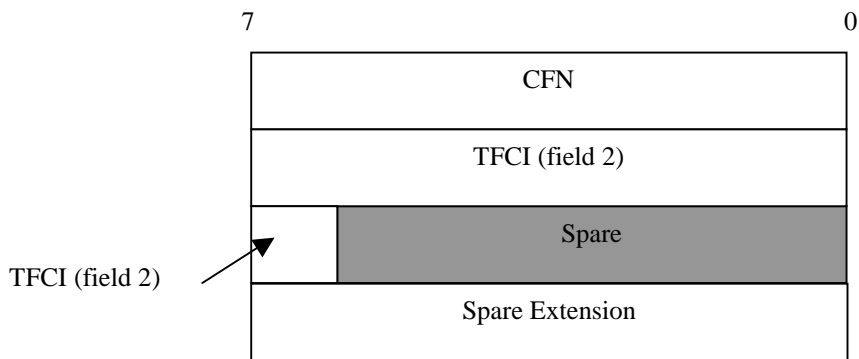 7 0
CFN
TFCI (field 2)
Spare
TFCI (field 2)
Spare Extension